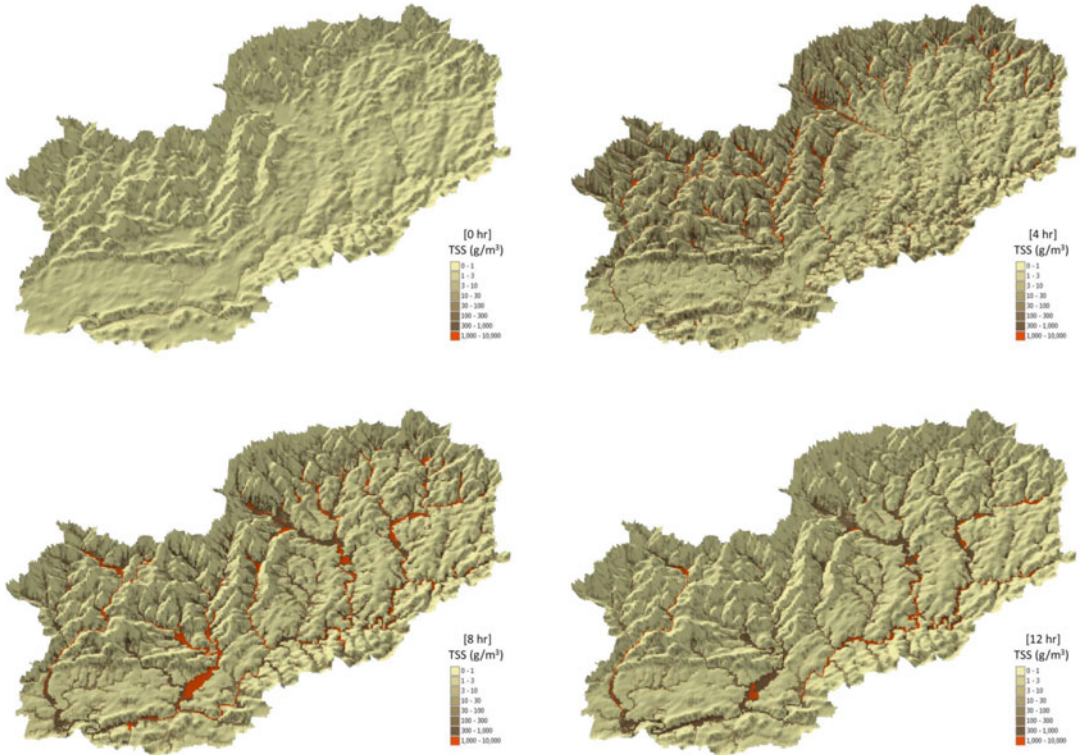 [0 hr]
TSS (g/m³)
0 - 1
1 - 3
3 - 10
10 - 30
30 - 100
100 - 300
300 - 1,000
1,000 - 10,000
[4 hr]
TSS (g/m³)
0 - 1
1 - 3
3 - 10
10 - 30
30 - 100
100 - 300
300 - 1,000
1,000 - 10,000
[8 hr]
TSS (g/m³)
0 - 1
1 - 3
3 - 10
10 - 30
30 - 100
100 - 300
300 - 1,000
1,000 - 10,000
[12 hr]
TSS (g/m³)
0 - 1
1 - 3
3 - 10
10 - 30
30 - 100
100 - 300
300 - 1,000
1,000 - 10,000